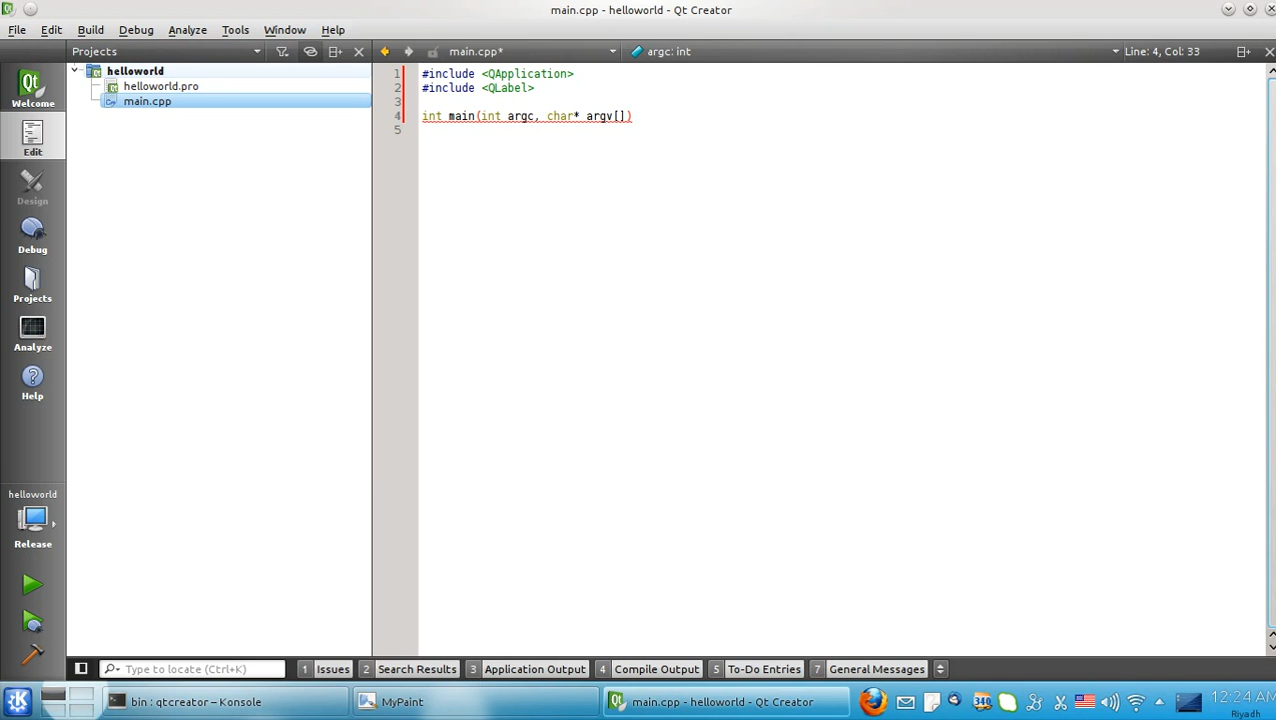 main.cpp - helloworld - Qt Creator
File Edit Build Debug Analyze Tools Window Help
Projects main.cpp* argc: int Line: 4, Col: 33
helloworld
helloworld.pro
main.cpp
1 #include <QApplication>
2 #include <QLabel>
3
4 int main(int argc, char* argv[])
5
Qt
Welcome
Edit
Design
Debug
Projects
Analyze
Help
helloworld
Release
Type to locate (Ctrl+K) 1 Issues 2 Search Results 3 Application Output 4 Compile Output 5 To-Do Entries 7 General Messages
bin : qtcreator – Konsole MyPaint main.cpp - helloworld - Qt Creator 340 12:24 AM
Riyadh